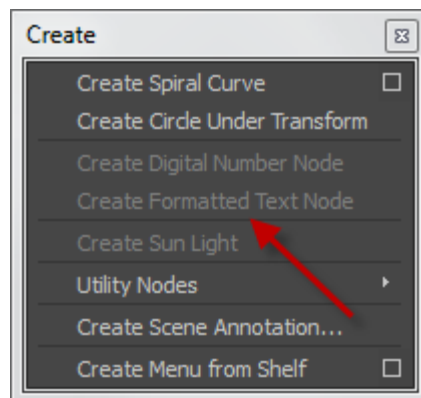 Create
Create Spiral Curve
Create Circle Under Transform
Create Digital Number Node
Create Formatted Text Node
Create Sun Light
Utility Nodes
Create Scene Annotation...
Create Menu from Shelf